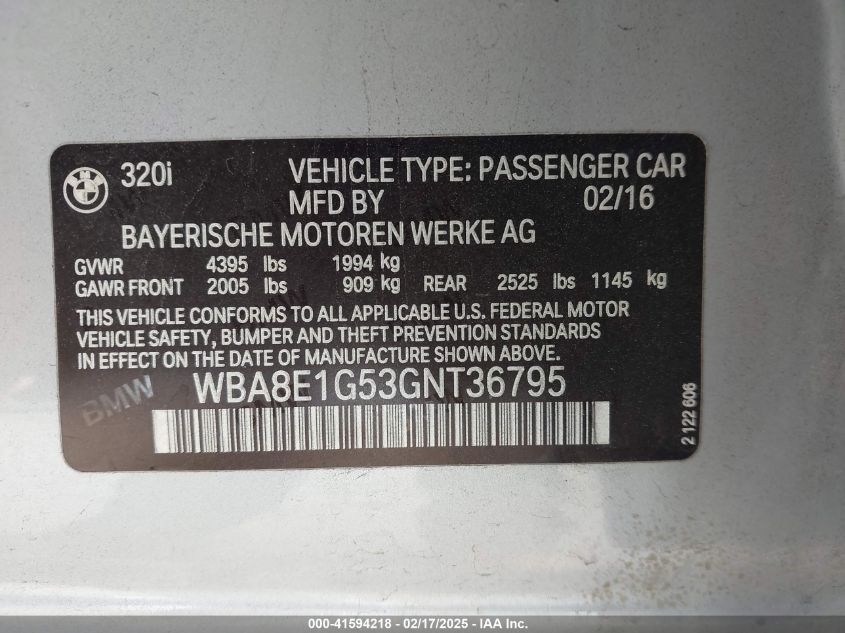 320i VEHICLE TYPE: PASSENGER CAR
MFD BY 02/16
BAYERISCHE MOTOREN WERKE AG
GVWR 4395 lbs 1994 kg
GAWR FRONT 2005 lbs 909 kg REAR 2525 lbs 1145 kg
THIS VEHICLE CONFORMS TO ALL APPLICABLE U.S. FEDERAL MOTOR
VEHICLE SAFETY, BUMPER AND THEFT PREVENTION STANDARDS
IN EFFECT ON THE DATE OF MANUFACTURE SHOWN ABOVE.
WBA8E1G53GNT36795
BMW
2 122 606
000-41594218 - 02/17/2025 - IAA Inc.